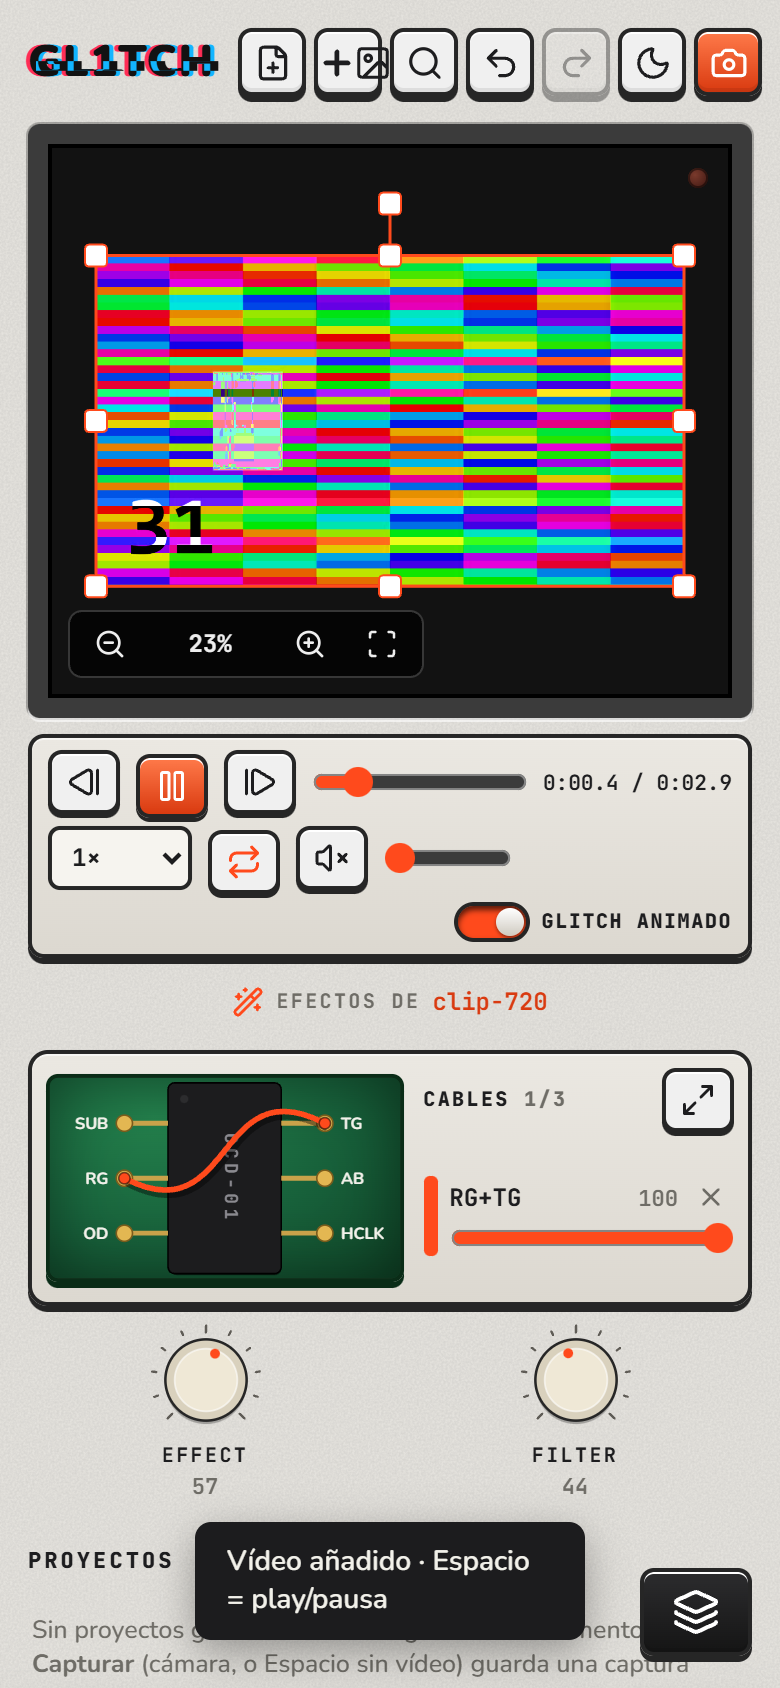 GL1TCH
31
23%
0:00.4 / 0:02.9
1×
GLITCH ANIMADO
EFECTOS DE clip-720
SUB
TG
CABLES 1/3
RG
CCD-01
AB
RG+TG 100
OD
HCLK
EFFECT
FILTER
57
44
PROYECTOS
Vídeo añadido · Espacio
= play/pausa
Sin proyectos
Capturar (cámara, o Espacio sin vídeo) guarda una captura